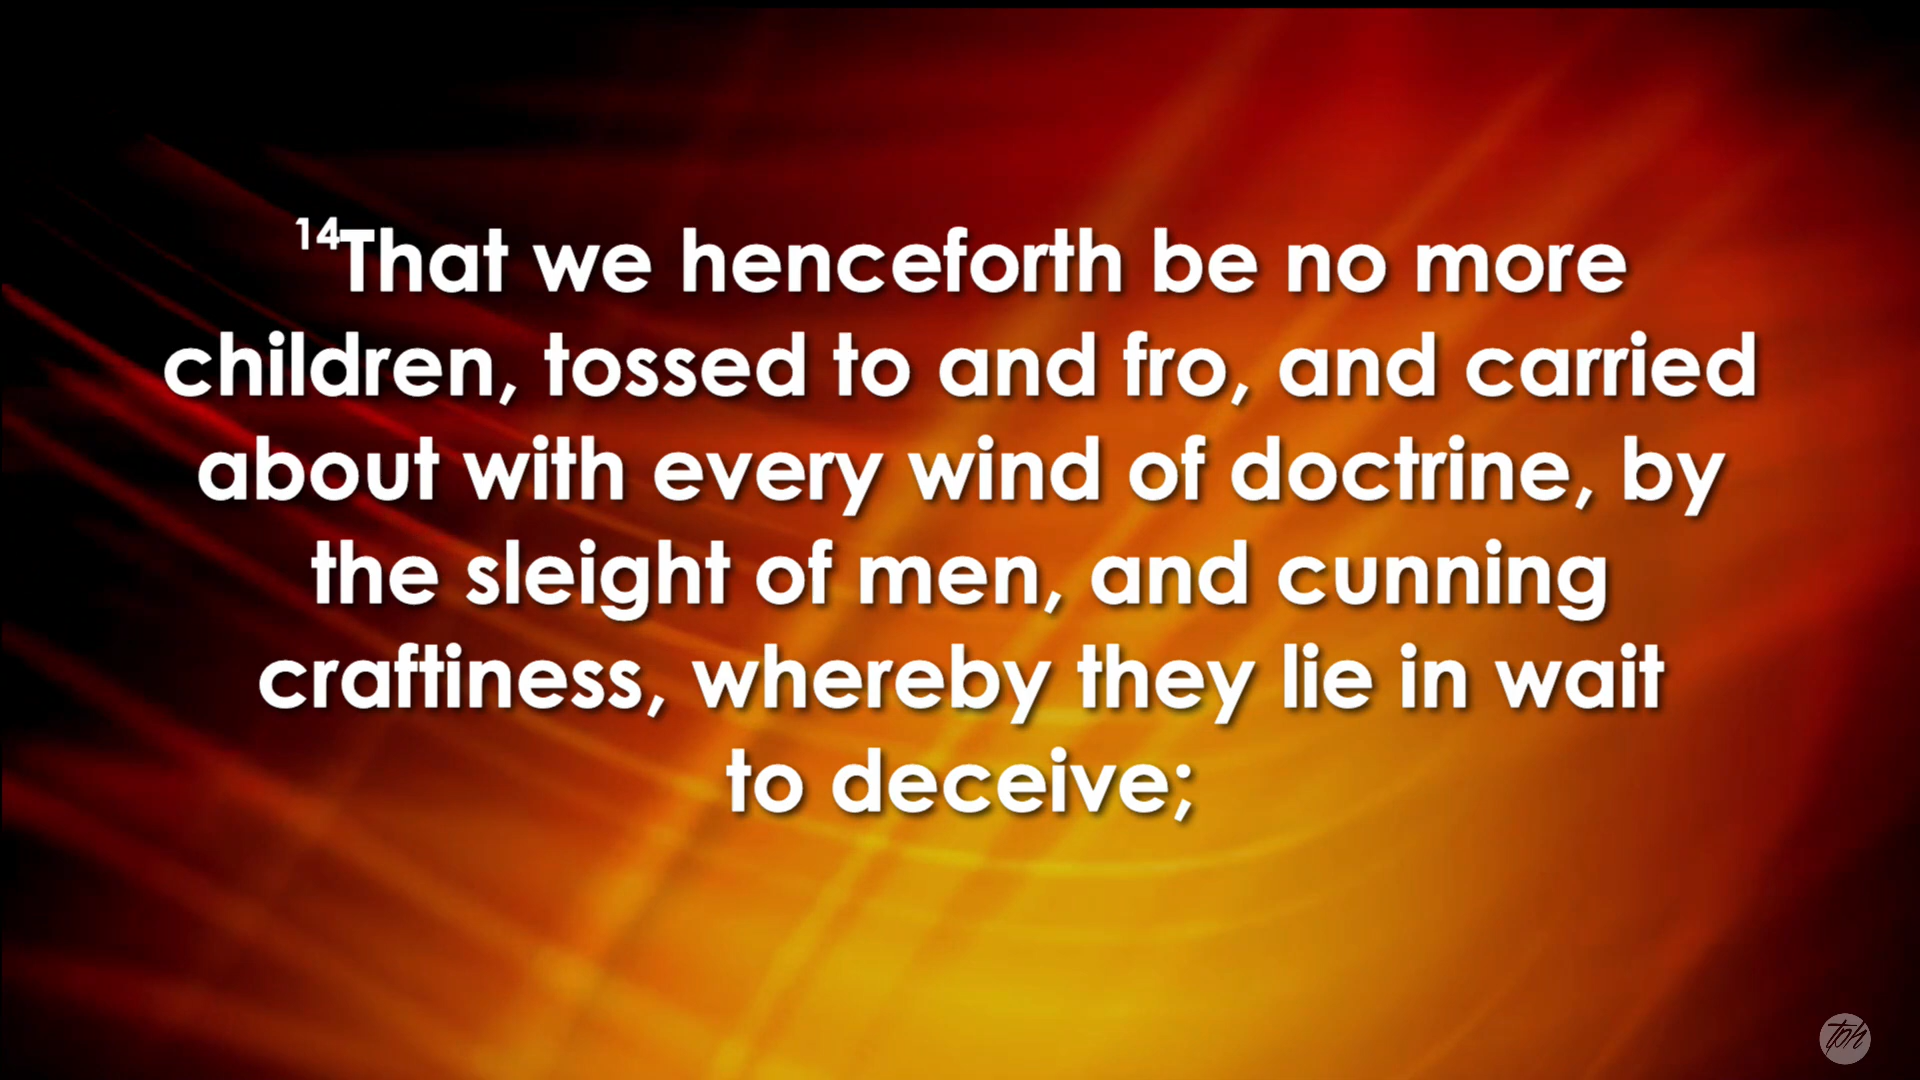 14That we henceforth be no more
children, tossed to and fro, and carried
about with every wind of doctrine, by
the sleight of men, and cunning
craftiness, whereby they lie in wait
to deceive;
tph